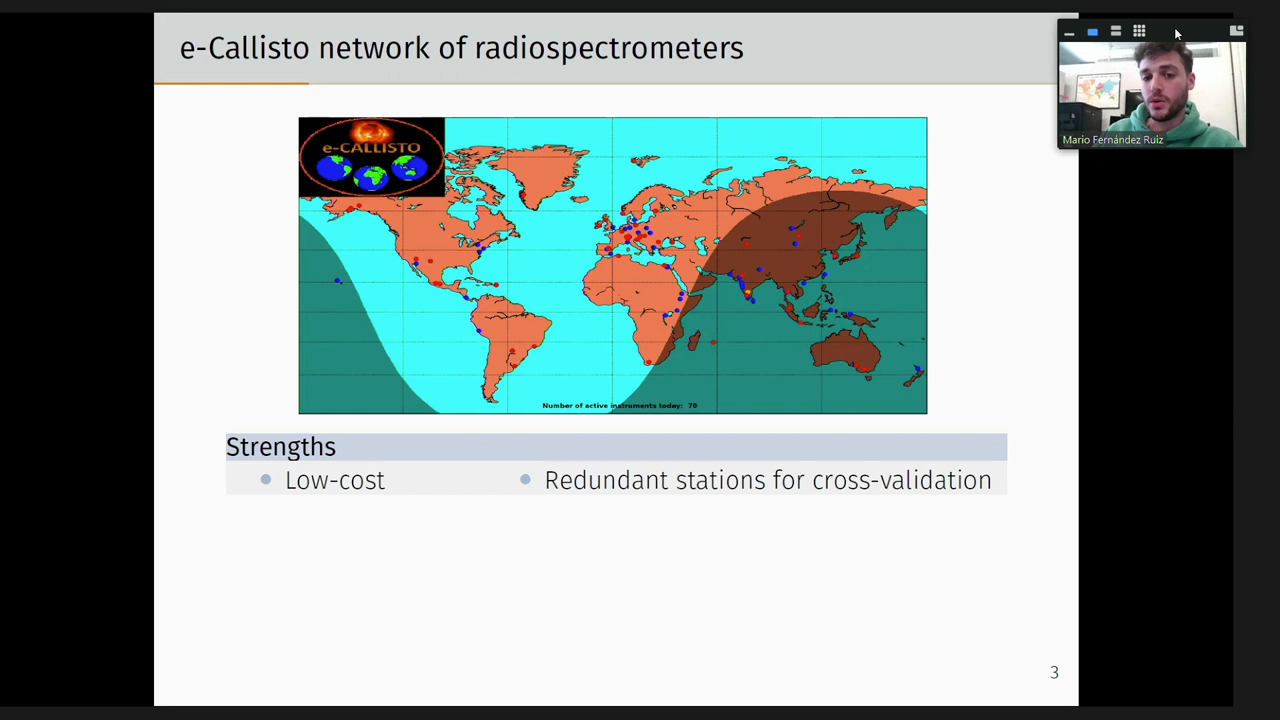 e-Callisto network of radiospectrometers
Mario Fernández Ruiz
e-CALLISTO
Number of active instruments today: 70
Strengths
Low-cost
Redundant stations for cross-validation
3